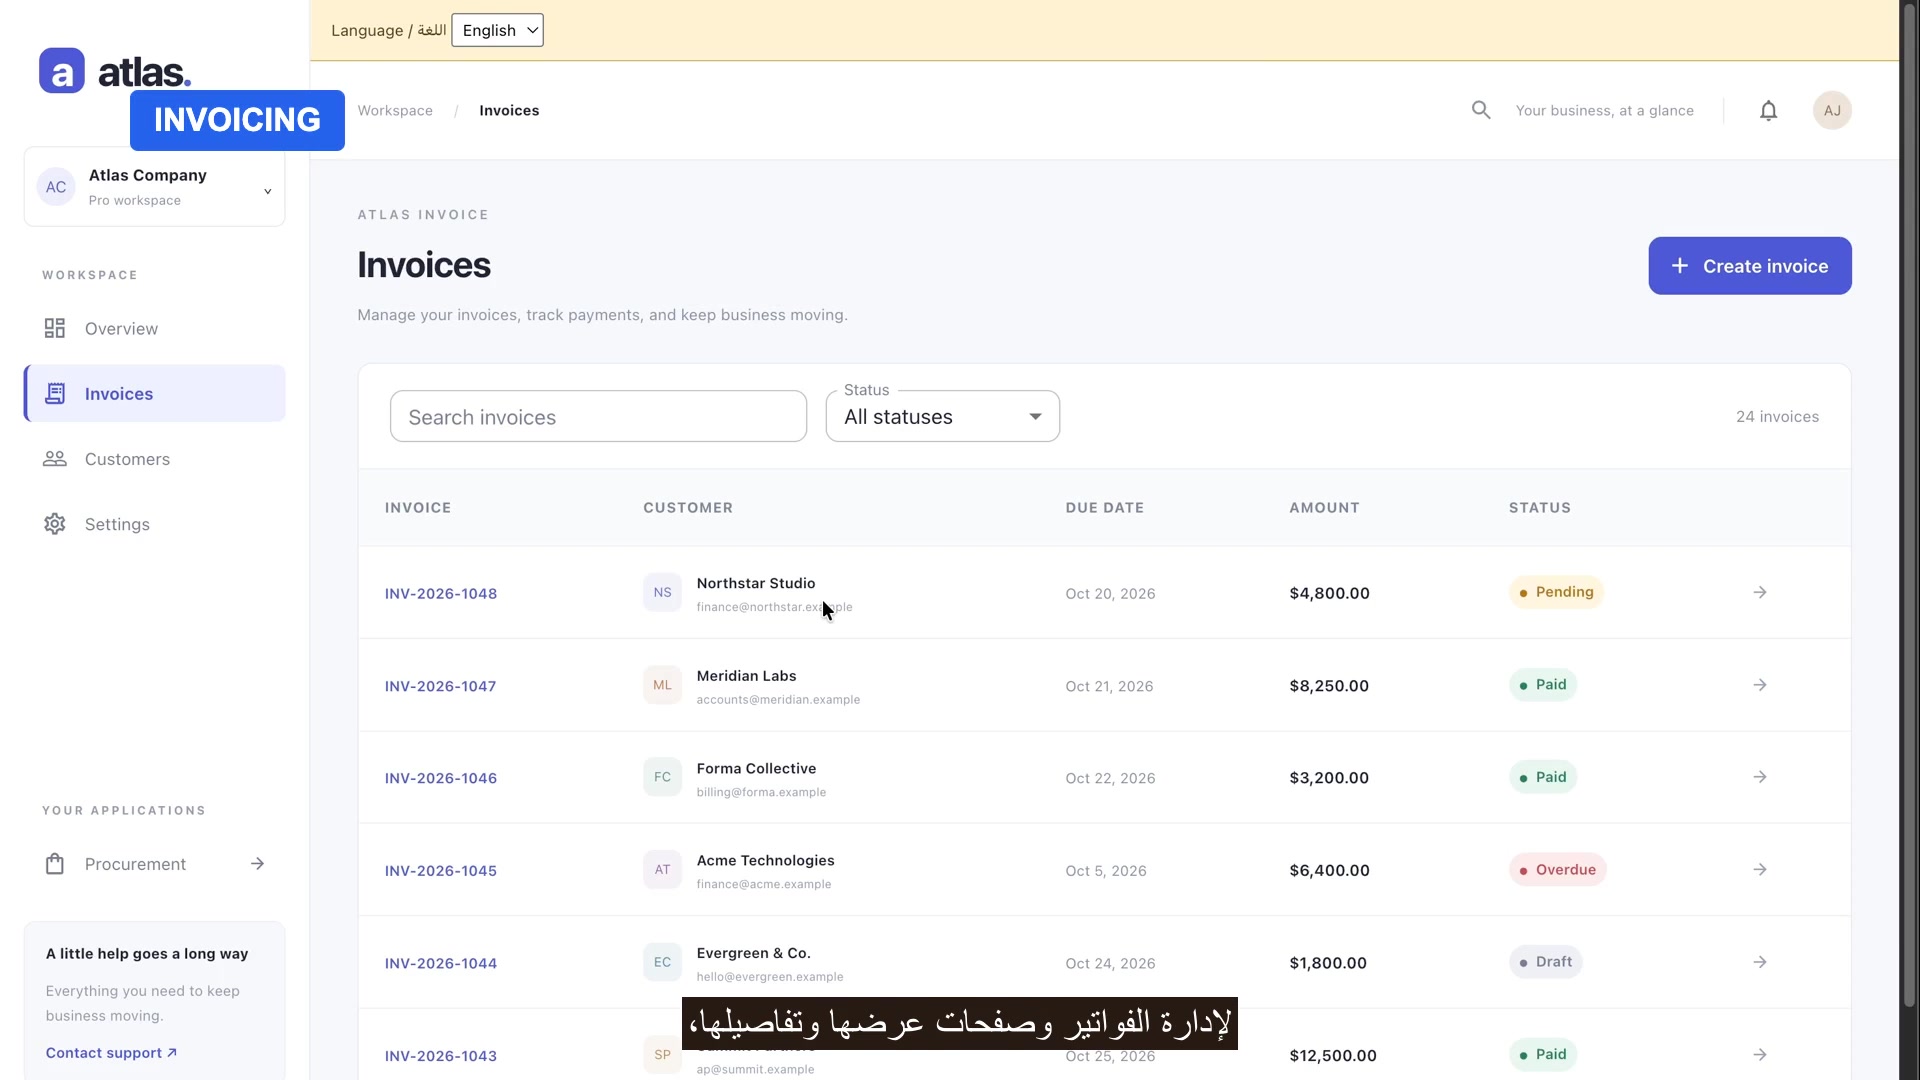 Language / اللغة English
a atlas.
INVOICING
Workspace / Invoices
Your business, at a glance
AJ
AC
Atlas Company
Pro workspace
WORKSPACE
Overview
Invoices
Customers
Settings
YOUR APPLICATIONS
Procurement
A little help goes a long way
Everything you need to keep
business moving.
Contact support ↗
ATLAS INVOICE
Invoices
Manage your invoices, track payments, and keep business moving.
+ Create invoice
Search invoices
Status
All statuses
24 invoices
INVOICE CUSTOMER DUE DATE AMOUNT STATUS
INV-2026-1048 NS Northstar Studio Oct 20, 2026 $4,800.00 Pending
INV-2026-1047 ML Meridian Labs Oct 21, 2026 $8,250.00 Paid
accounts@meridian.example
INV-2026-1046 FC Forma Collective Oct 22, 2026 $3,200.00 Paid
billing@forma.example
INV-2026-1045 AT Acme Technologies Oct 5, 2026 $6,400.00 Overdue
finance@acme.example
INV-2026-1044 EC Evergreen & Co. Oct 24, 2026 $1,800.00 Draft
hello@evergreen.example
لإدارة الفواتير وصفحات عرضها وتفاصيلها،
INV-2026-1043 SP Oct 25, 2026 $12,500.00 Paid
ap@summit.example